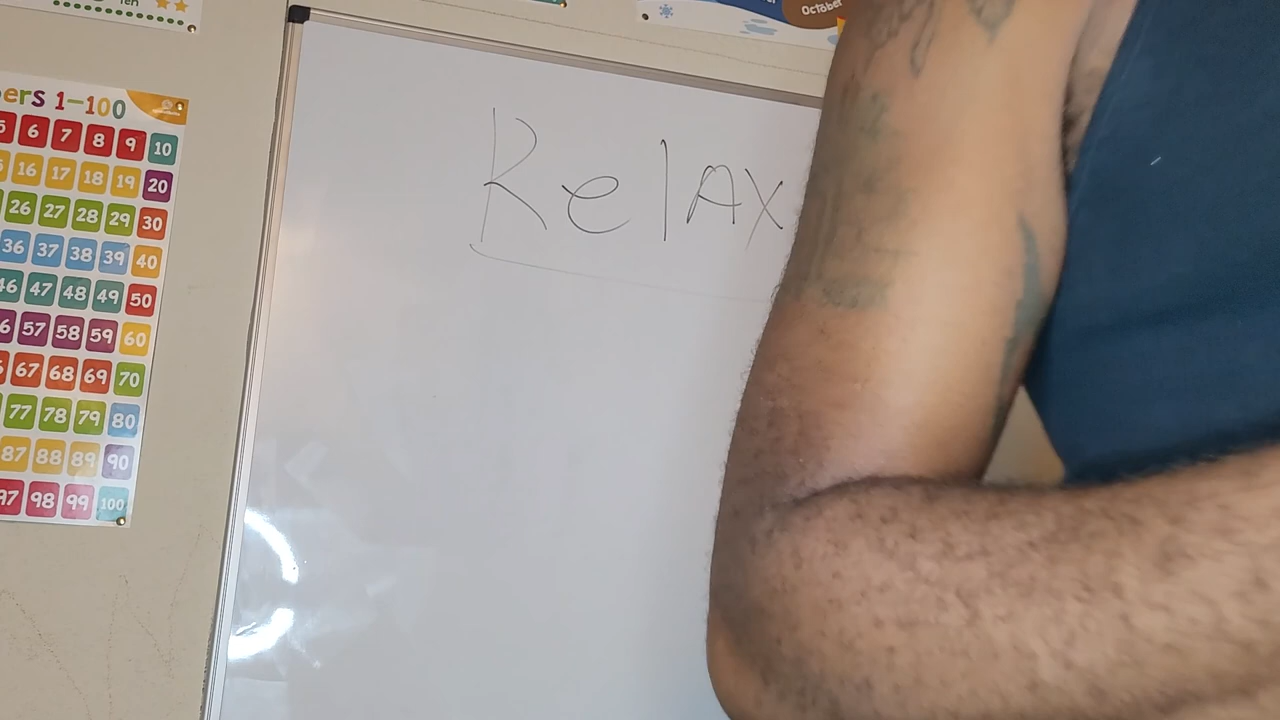 Ten
October
ers 1-100
5 6 7 8 9 10
16 17 18 19 20
26 27 28 29 30
36 37 38 39 40
46 47 48 49 50
57 58 59 60
67 68 69 70
77 78 79 80
87 88 89 90
97 98 99 100
Relax